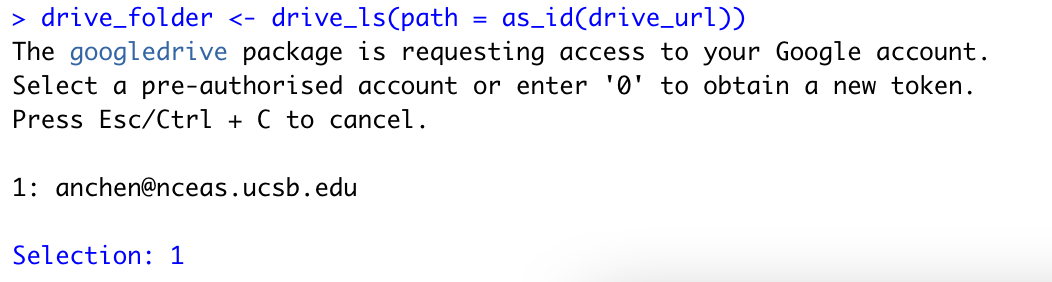 > drive_folder <- drive_ls(path = as_id(drive_url))
The googledrive package is requesting access to your Google account.
Select a pre-authorised account or enter '0' to obtain a new token.
Press Esc/Ctrl + C to cancel.
1: anchen@nceas.ucsb.edu
Selection: 1